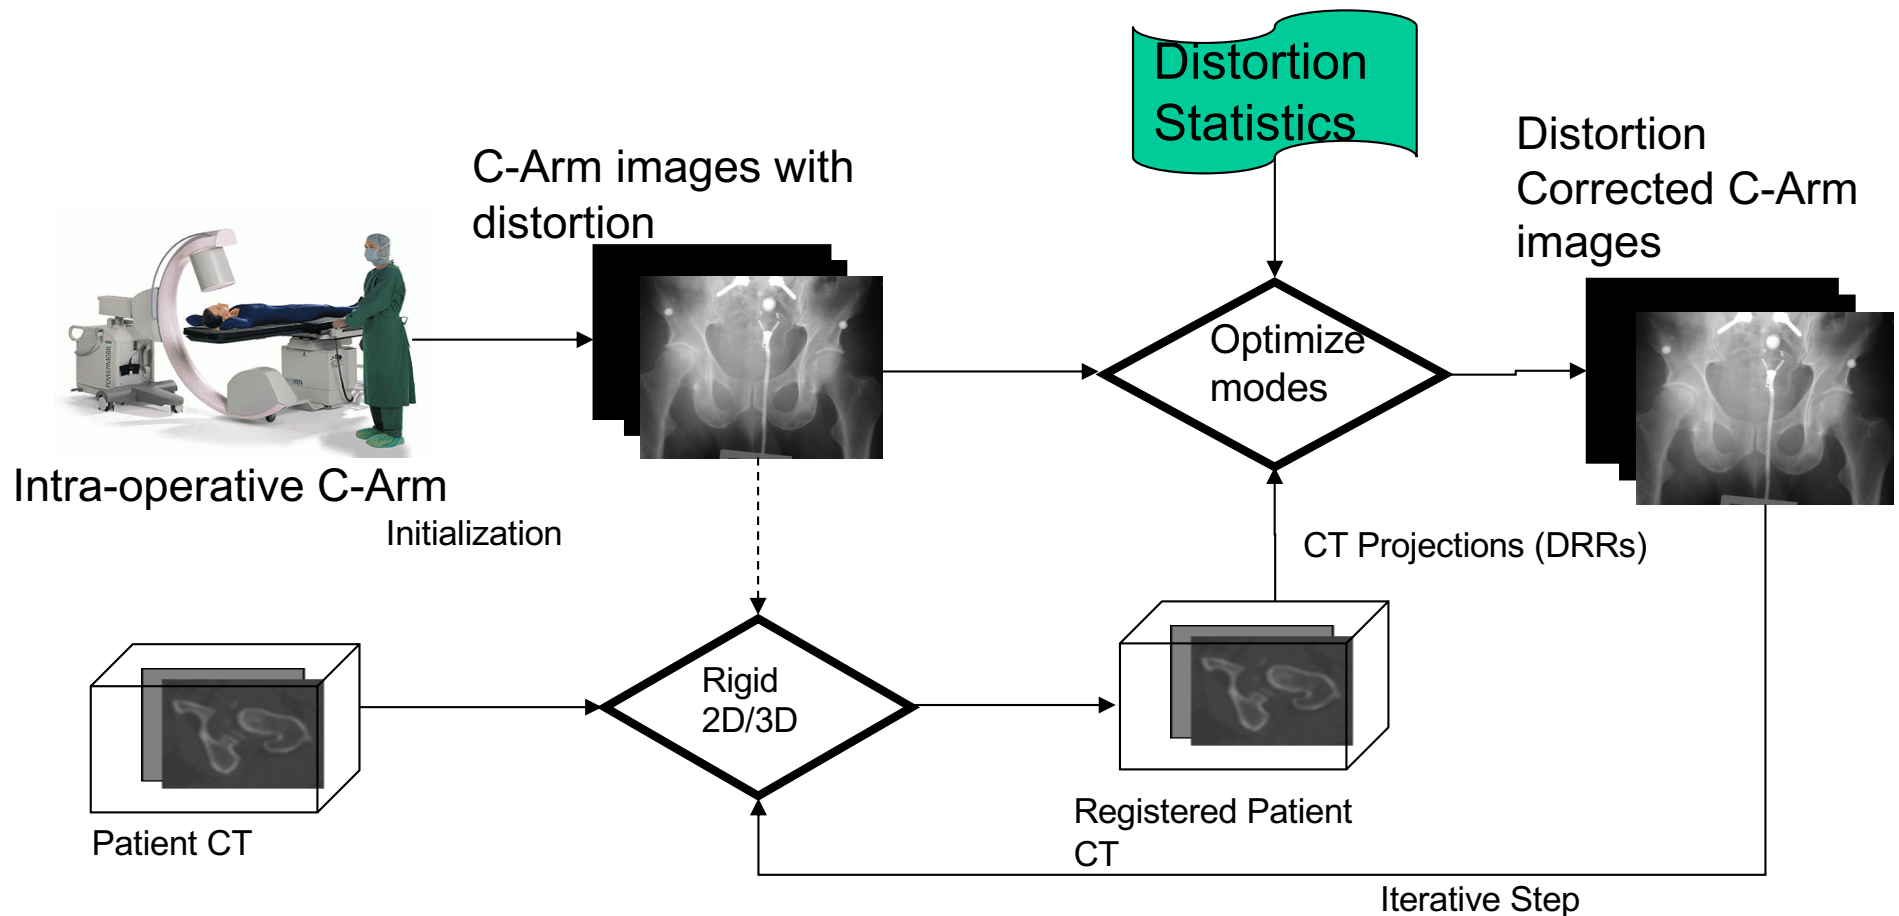 Distortion
Statistics
C-Arm images with
distortion
Distortion
Corrected C-Arm
images
POWERMOBIL
Optimize
modes
Intra-operative C-Arm
Initialization
CT Projections (DRRs)
Rigid
2D/3D
Patient CT
Registered Patient
CT
Iterative Step